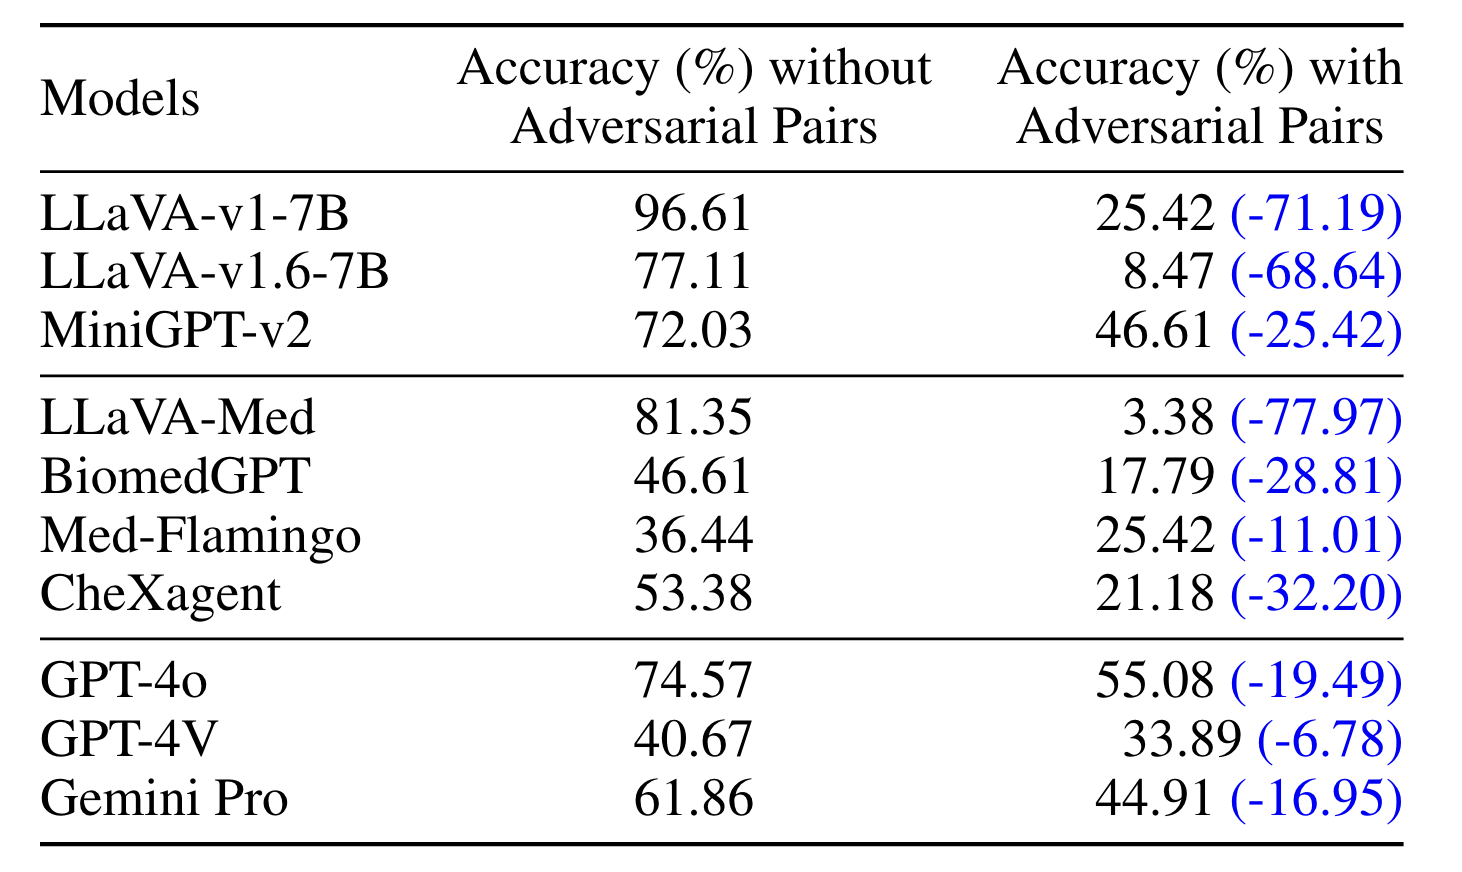 Models Accuracy (%) without Adversarial Pairs Accuracy (%) with Adversarial Pairs
LLaVA-v1-7B 96.61 25.42 (-71.19)
LLaVA-v1.6-7B 77.11 8.47 (-68.64)
MiniGPT-v2 72.03 46.61 (-25.42)
LLaVA-Med 81.35 3.38 (-77.97)
BiomedGPT 46.61 17.79 (-28.81)
Med-Flamingo 36.44 25.42 (-11.01)
CheXagent 53.38 21.18 (-32.20)
GPT-4o 74.57 55.08 (-19.49)
GPT-4V 40.67 33.89 (-6.78)
Gemini Pro 61.86 44.91 (-16.95)